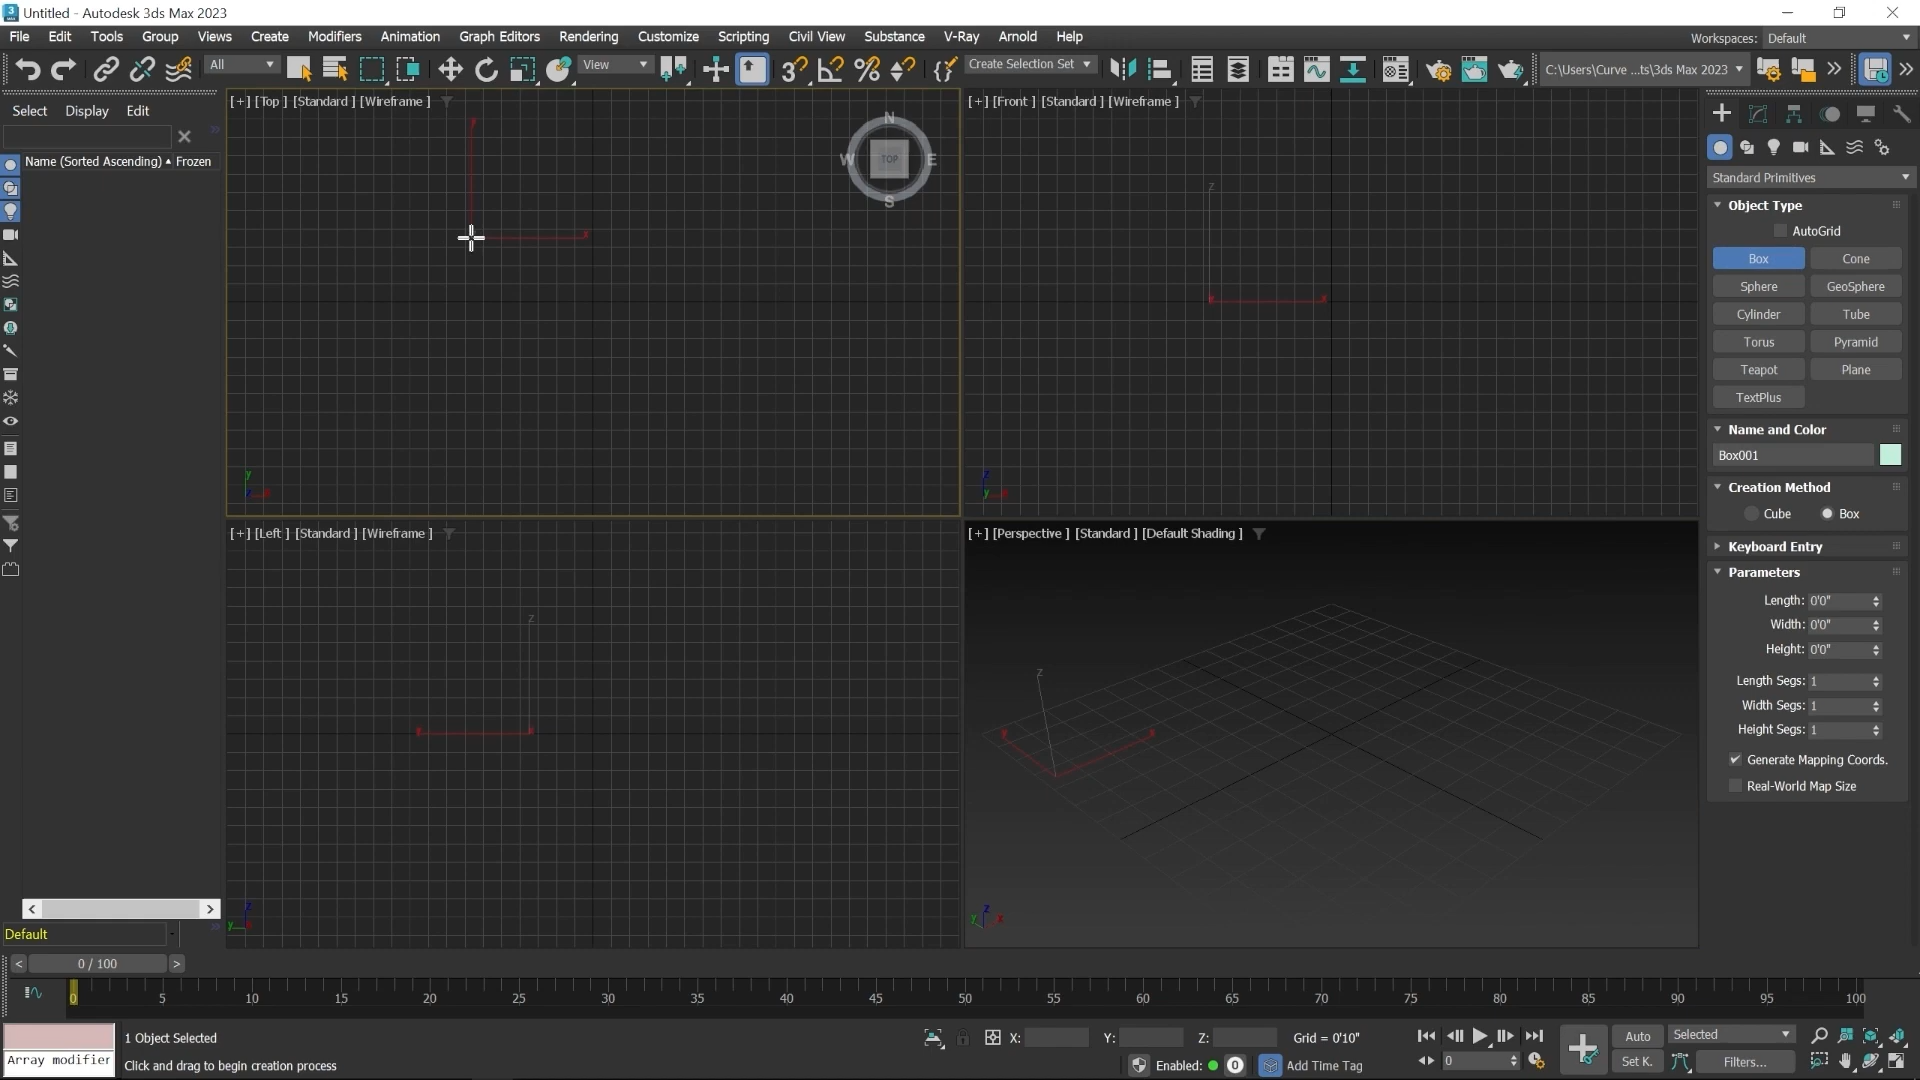 Untitled - Autodesk 3ds Max 2023
File Edit Tools Group Views Create Modifiers Animation Graph Editors Rendering Customize Scripting Civil View Substance V-Ray Arnold Help
Workspaces: Default
All
View
Create Selection Set
C:\Users\Curve ...ts\3ds Max 2023
Select Display Edit
Name (Sorted Ascending) Frozen
[+] [Top ] [Standard ] [Wireframe ]
N
W TOP E
S
y
x
y
z
x
[+] [Front ] [Standard ] [Wireframe ]
z
x
z
y
[+] [Left ] [Standard ] [Wireframe ]
z
z
y
[+] [Perspective ] [Standard ] [Default Shading ]
z
y
x
z
y x
Standard Primitives
Object Type
AutoGrid
Box Cone
Sphere GeoSphere
Cylinder Tube
Torus Pyramid
Teapot Plane
TextPlus
Name and Color
Box001
Creation Method
Cube Box
Keyboard Entry
Parameters
Length: 0'0"
Width: 0'0"
Height: 0'0"
Length Segs: 1
Width Segs: 1
Height Segs: 1
Generate Mapping Coords.
Real-World Map Size
Default
< 0 / 100 >
0 5 10 15 20 25 30 35 40 45 50 55 60 65 70 75 80 85 90 95 100
1 Object Selected
X: Y: Z: Grid = 0'10"
Auto Selected
Array modifier
Click and drag to begin creation process
Enabled: 0 Add Time Tag
0
Set K. Filters...